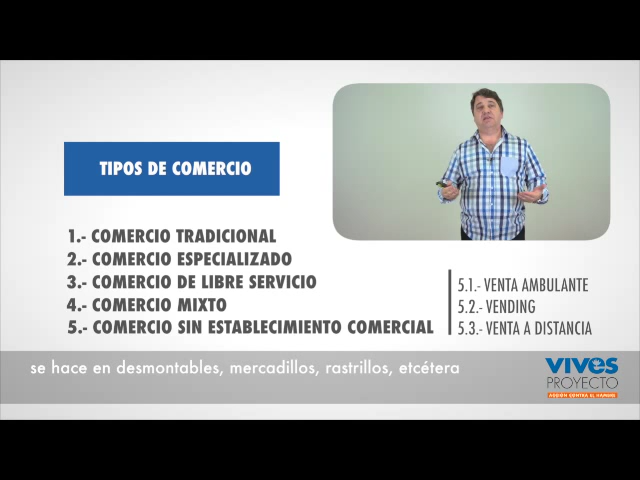 TIPOS DE COMERCIO
1.- COMERCIO TRADICIONAL
2.- COMERCIO ESPECIALIZADO
3.- COMERCIO DE LIBRE SERVICIO
4.- COMERCIO MIXTO
5.- COMERCIO SIN ESTABLECIMIENTO COMERCIAL
5.1.- VENTA AMBULANTE
5.2.- VENDING
5.3.- VENTA A DISTANCIA
se hace en desmontables, mercadillos, rastrillos, etcétera
VIVES
PROYECTO
ACCIÓN CONTRA EL HAMBRE